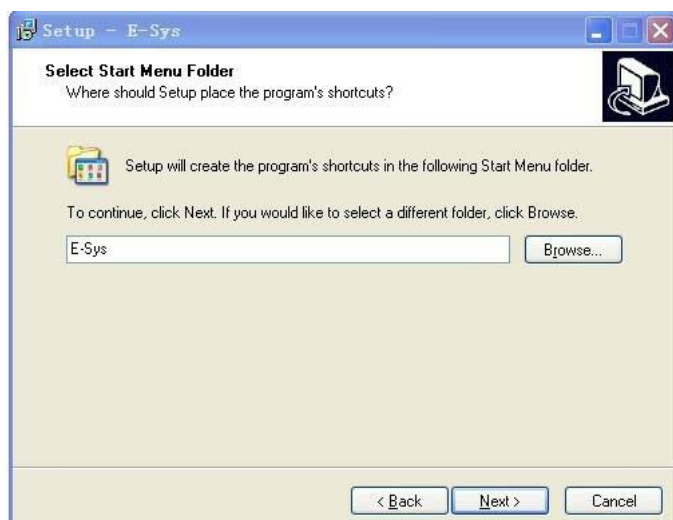 Setup - E-Sys
Select Start Menu Folder
Where should Setup place the program's shortcuts?
Setup will create the program's shortcuts in the following Start Menu folder.
To continue, click Next. If you would like to select a different folder, click Browse.
E-Sys
Browse...
< Back
Next >
Cancel